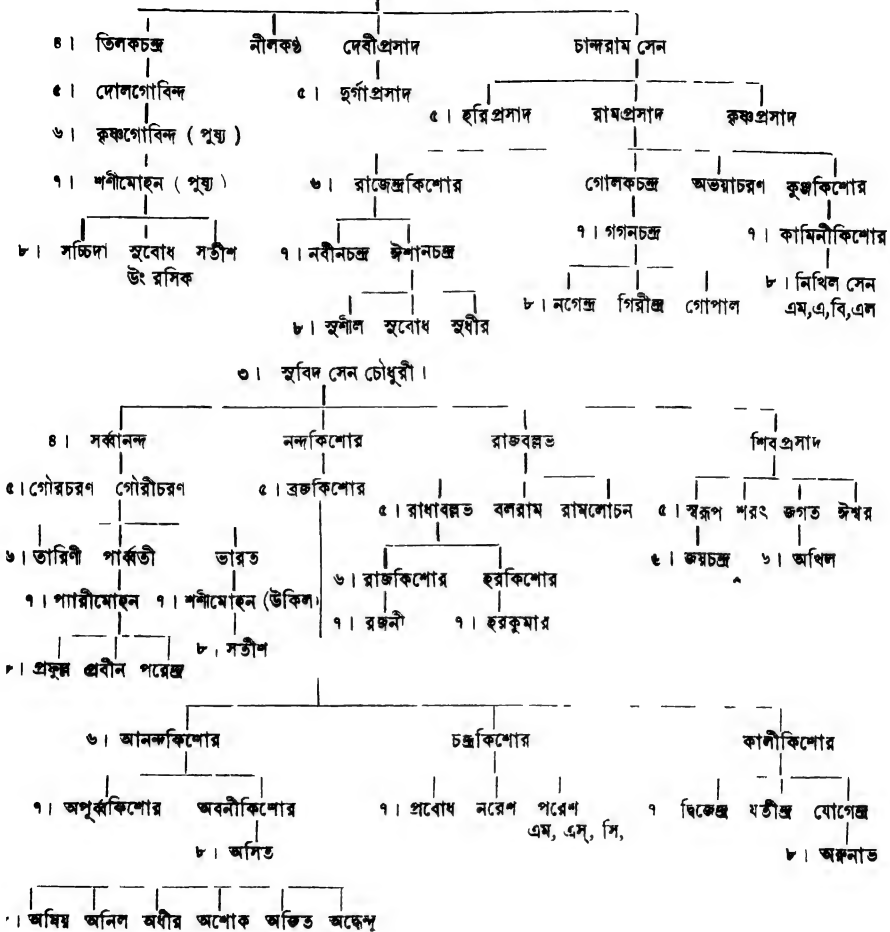 ৪। তিলকচন্দ্র নীলকণ্ঠ দেবীপ্রসাদ চান্দরাম সেন
৫। দোলগোবিন্দ ৫। দুর্গাপ্রসাদ
৫। হরিপ্রসাদ রামপ্রসাদ কৃষ্ণপ্রসাদ
৬। কৃষ্ণগোবিন্দ ( পুষ্য )
৭। শশীমোহন ( পুষ্য ) ৬। রাজেন্দ্রকিশোর গোলকচন্দ্র অভয়াচরণ কুঞ্জকিশোর
৭। গগনচন্দ্র ৭। কামিনীকিশোর
৮। সচ্চিদা সুবোধ সতীশ ৭। নবীনচন্দ্র ঈশানচন্দ্র
উং রসিক
৮। নগেন্দ্র গিরীন্দ্র গোপাল ৮। নিখিল সেন
এম,এ,বি,এল
৮। সুশীল সুবোধ সুধীর
৩। সুবিদ সেন চৌধুরী।
৪। সর্ব্বানন্দ নন্দকিশোর রাজবল্লভ শিবপ্রসাদ
৫। গৌরচরণ গৌরীচরণ ৫। ব্রজকিশোর ৫। রাধাবল্লভ বলরাম রামলোচন ৫। স্বরূপ শরৎ জগত ঈশ্বর
৬। তারিণী পার্ব্বতী ভারত ৬। জয়চন্দ্র ৬। অখিল
৬। রাজকিশোর হরকিশোর
৭। প্যারীমোহন ৭। শশীমোহন (উকিল) ৭। রজনী ৭। হরকুমার
৮। সতীশ
৮। প্রফুল্ল প্রবীন পরেন্দ্র
৬। আনন্দকিশোর চন্দ্রকিশোর কালীকিশোর
৭। অপূর্ব্বকিশোর অবনীকিশোর ৭। প্রবোধ নরেশ পরেশ ৭ দ্বিজেন্দ্র যতীন্দ্র যোগেন্দ্র
এম, এস্, সি,
৮। অসিত ৮। অরুনাভ
৮। অমিয় অনিল অধীর অশোক অজিত অর্দ্ধেন্দু